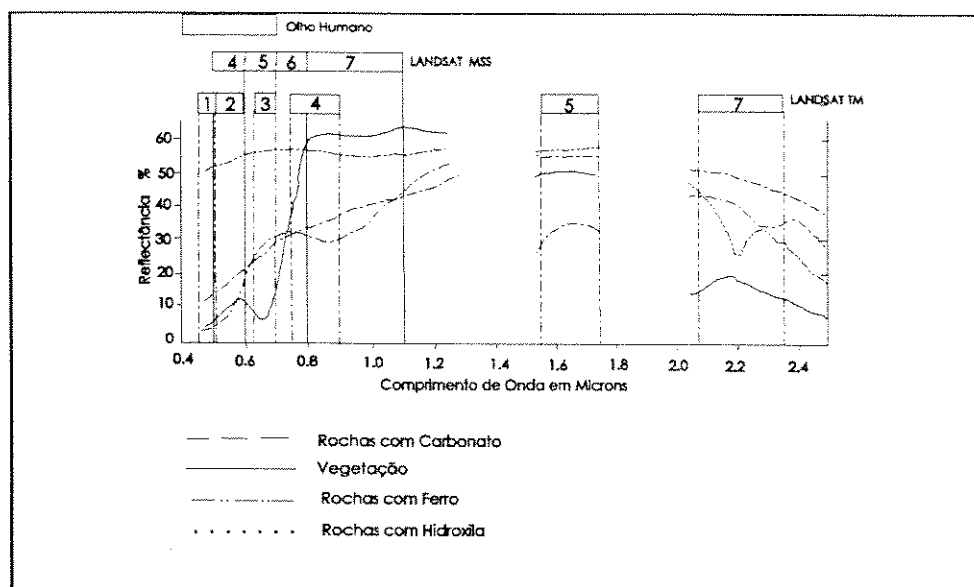 Olho Humano
4 5 6 7 LANDSAT MSS
1 2 3 4 5 7 LANDSAT TM
Reflectância %
60
50
40
30
20
10
0
0.4 0.6 0.8 1.0 1.2 1.4 1.6 1.8 2.0 2.2 2.4
Comprimento de Onda em Microns
Rochas com Carbonato
Vegetação
Rochas com Ferro
Rochas com Hidroxila